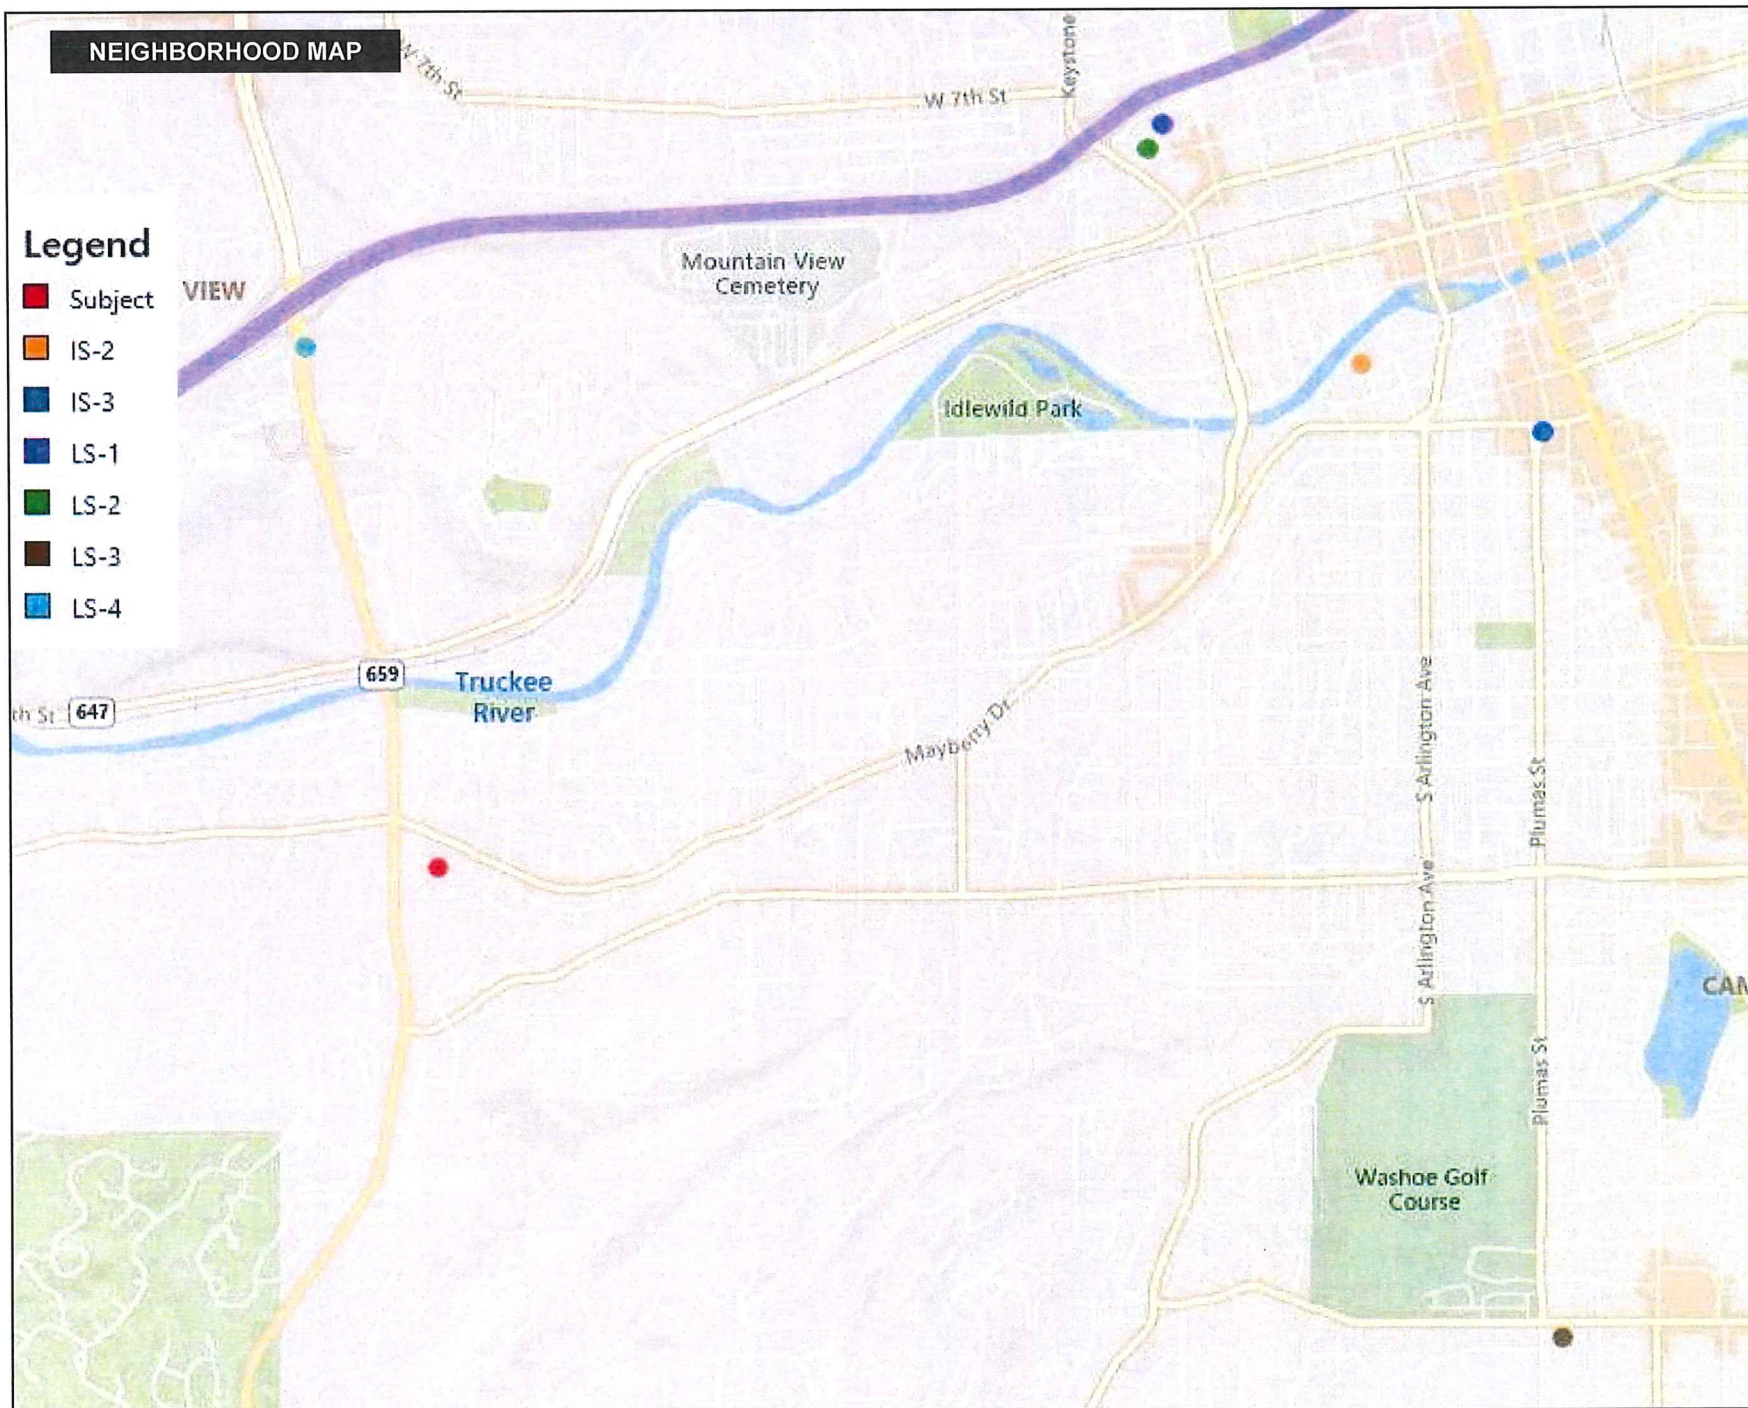 NEIGHBORHOOD MAP
W 7th St
W 7th St
Keystone
Legend
Subject
IS-2
IS-3
LS-1
LS-2
LS-3
LS-4
VIEW
Mountain View
Cemetery
Idlewild Park
659
647
th St
Truckee
River
Mayberry Dr
S Arlington Ave
S Arlington Ave
Plumas St
Plumas St
CAM
Washoe Golf
Course